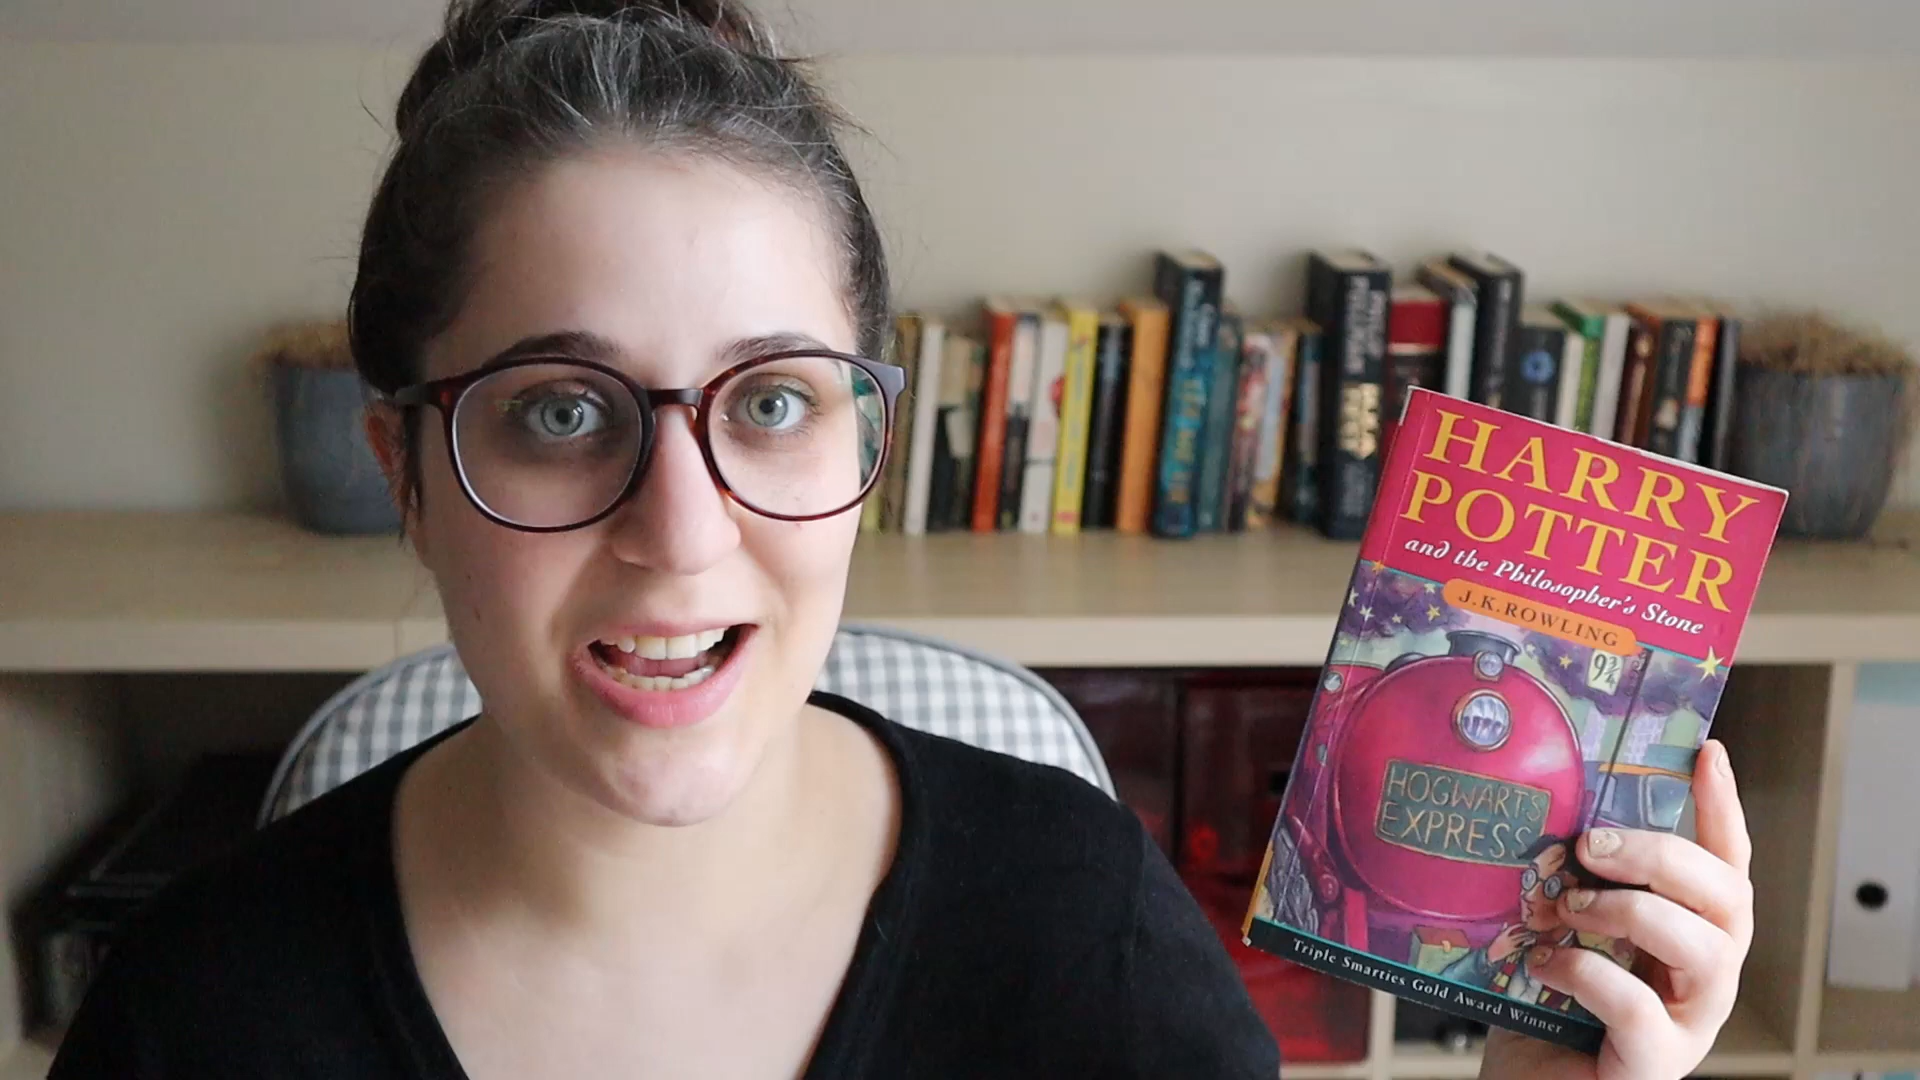 HARRY
POTTER
and the Philosopher's Stone
J.K.ROWLING
9¾
HOGWARTS
EXPRESS
Triple Smarties Gold Award Winner